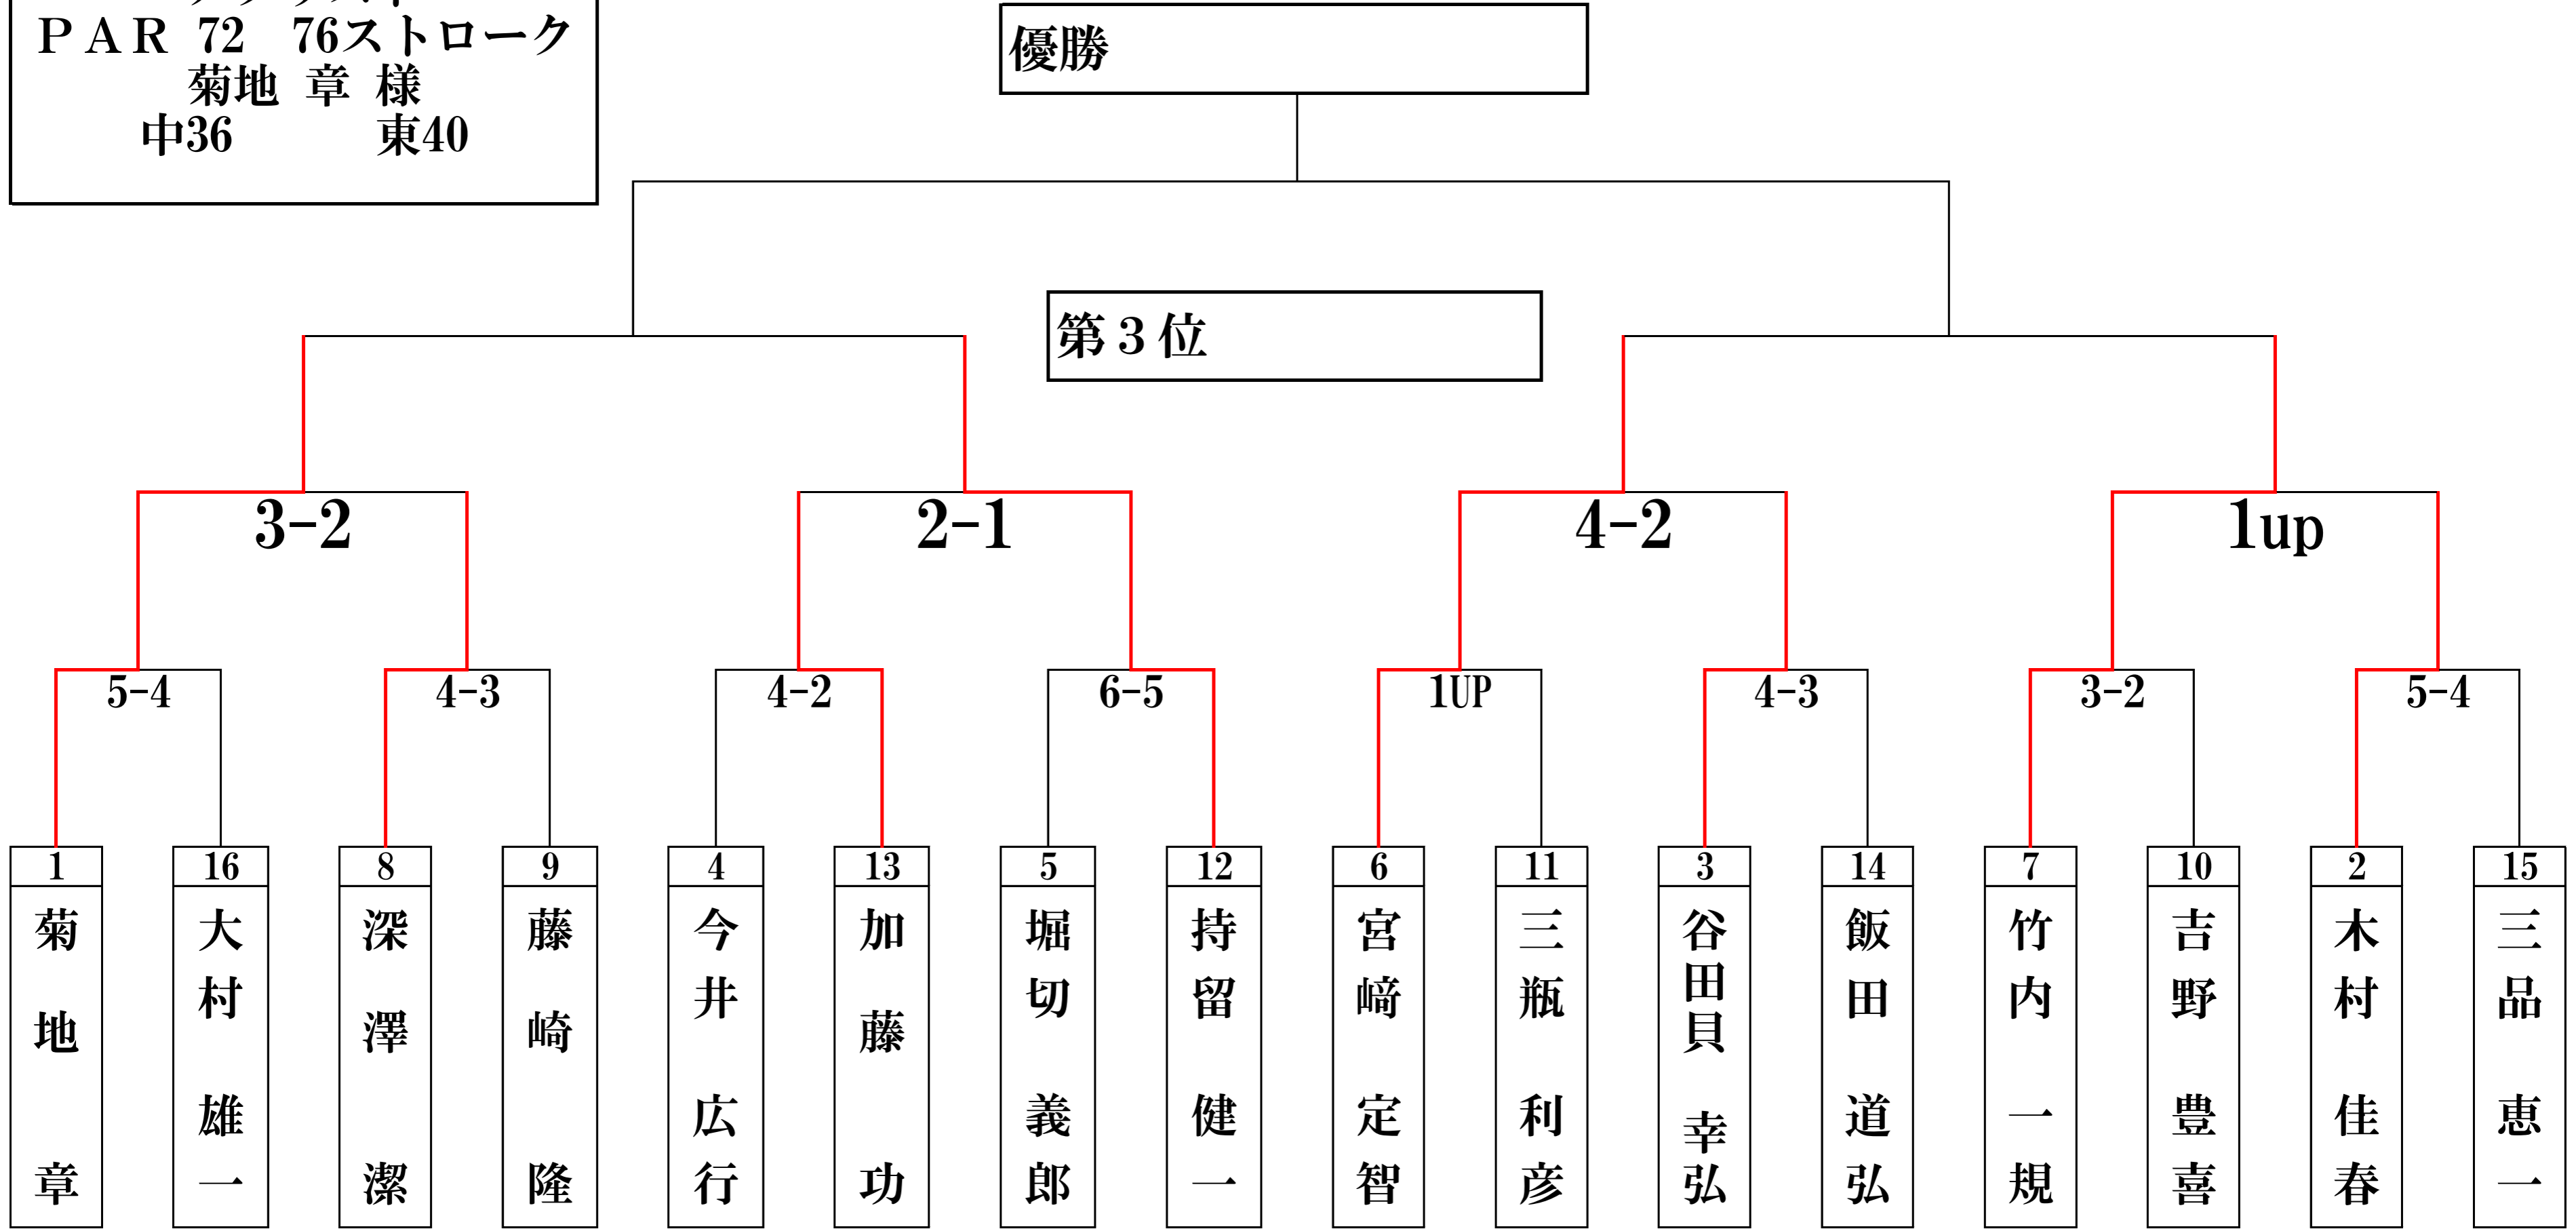 ＰＡＲ 72　76ストローク
菊地 章 様
中36　東40
優勝
第３位
3-2
2-1
4-2
1up
5-4
4-3
4-2
6-5
1UP
4-3
3-2
5-4
1
16
8
9
4
13
5
12
6
11
3
14
7
10
2
15
菊地 章
大村 雄一
深澤 潔
藤崎 隆
今井 広行
加藤 功
堀切 義郎
持留 健一
宮﨑 定智
三瓶 利彦
谷田貝 幸弘
飯田 道弘
竹内 一規
吉野 豊喜
木村 佳春
三品 恵一